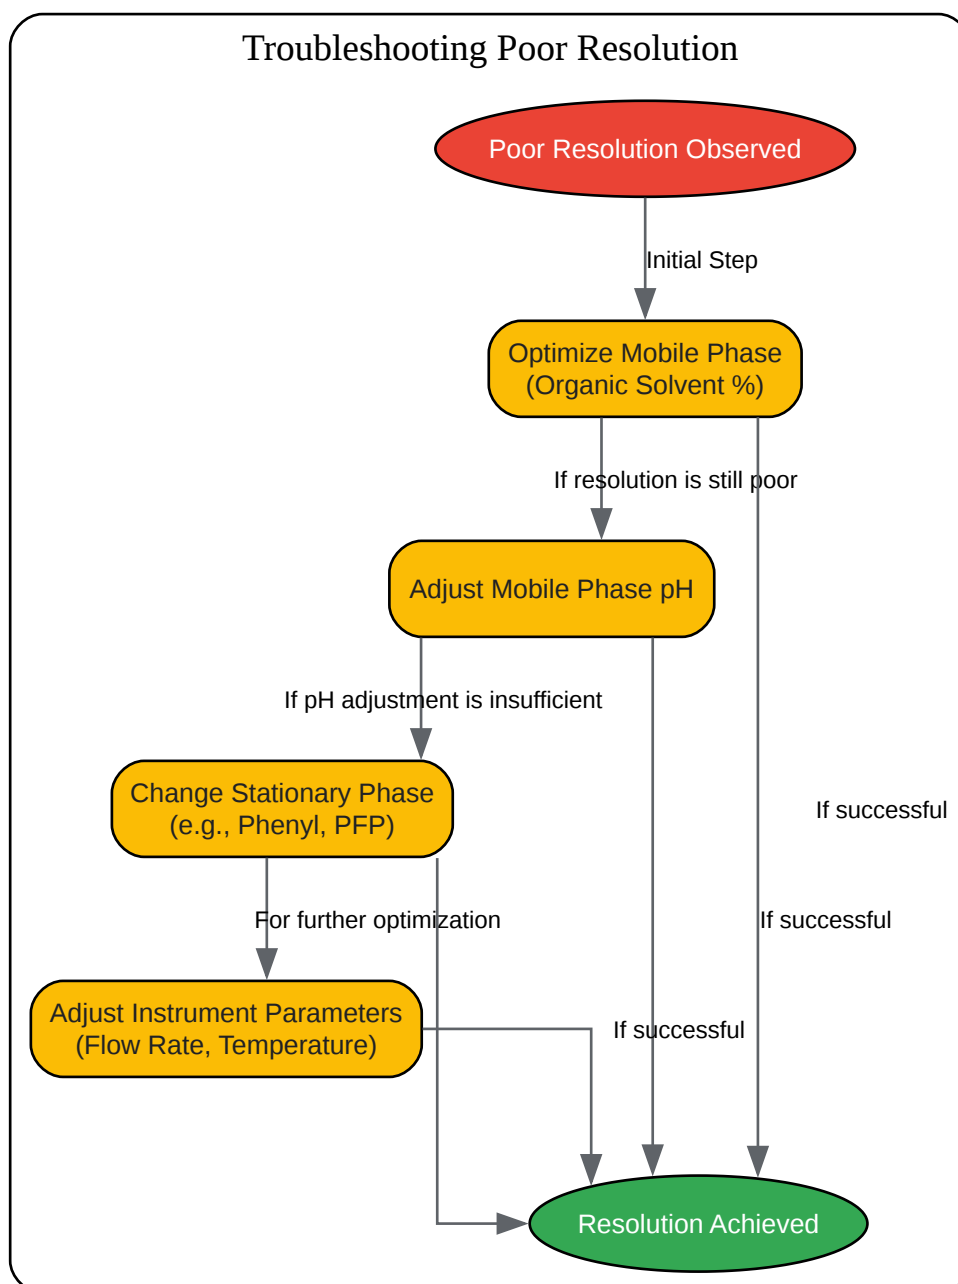 Troubleshooting Poor Resolution
Poor Resolution Observed
Initial Step
Optimize Mobile Phase
(Organic Solvent %)
If resolution is still poor
Adjust Mobile Phase pH
If pH adjustment is insufficient
Change Stationary Phase
(e.g., Phenyl, PFP)
If successful
For further optimization
If successful
Adjust Instrument Parameters
(Flow Rate, Temperature)
If successful
Resolution Achieved